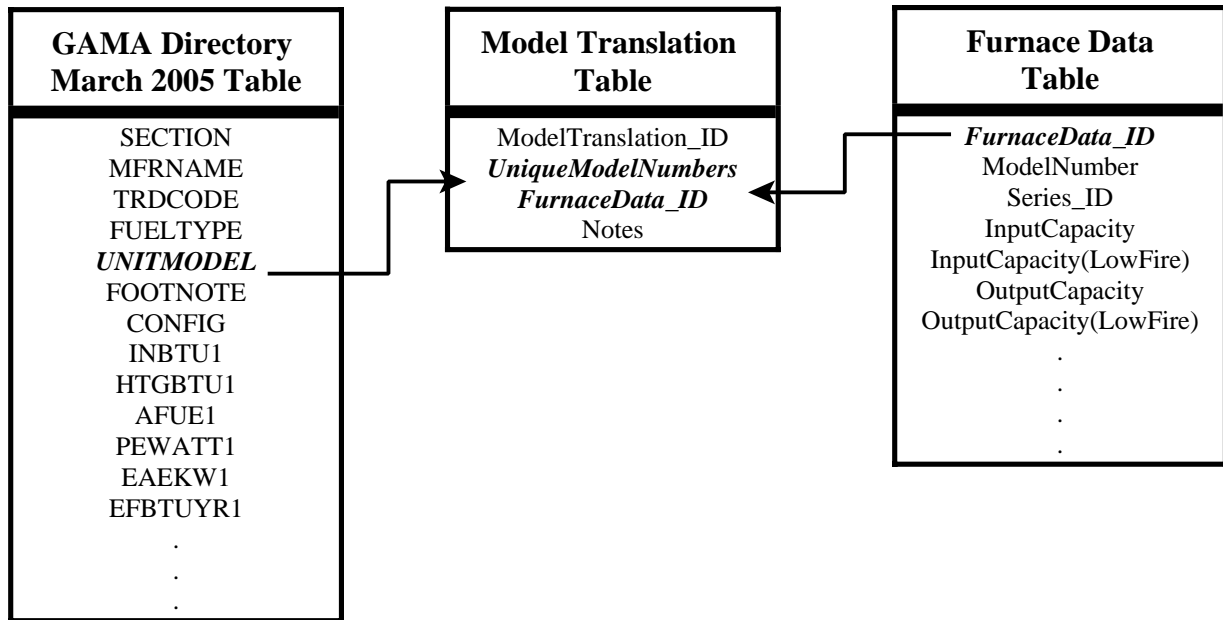 GAMA Directory
March 2005 Table
SECTION
MFRNAME
TRDCODE
FUELTYPE
UNITMODEL
FOOTNOTE
CONFIG
INBTU1
HTGBTU1
AFUE1
PEWATT1
EAEKW1
EFBTUYR1
.
.
.
Model Translation
Table
ModelTranslation_ID
UniqueModelNumbers
FurnaceData_ID
Notes
Furnace Data
Table
FurnaceData_ID
ModelNumber
Series_ID
InputCapacity
InputCapacity(LowFire)
OutputCapacity
OutputCapacity(LowFire)
.
.
.
.